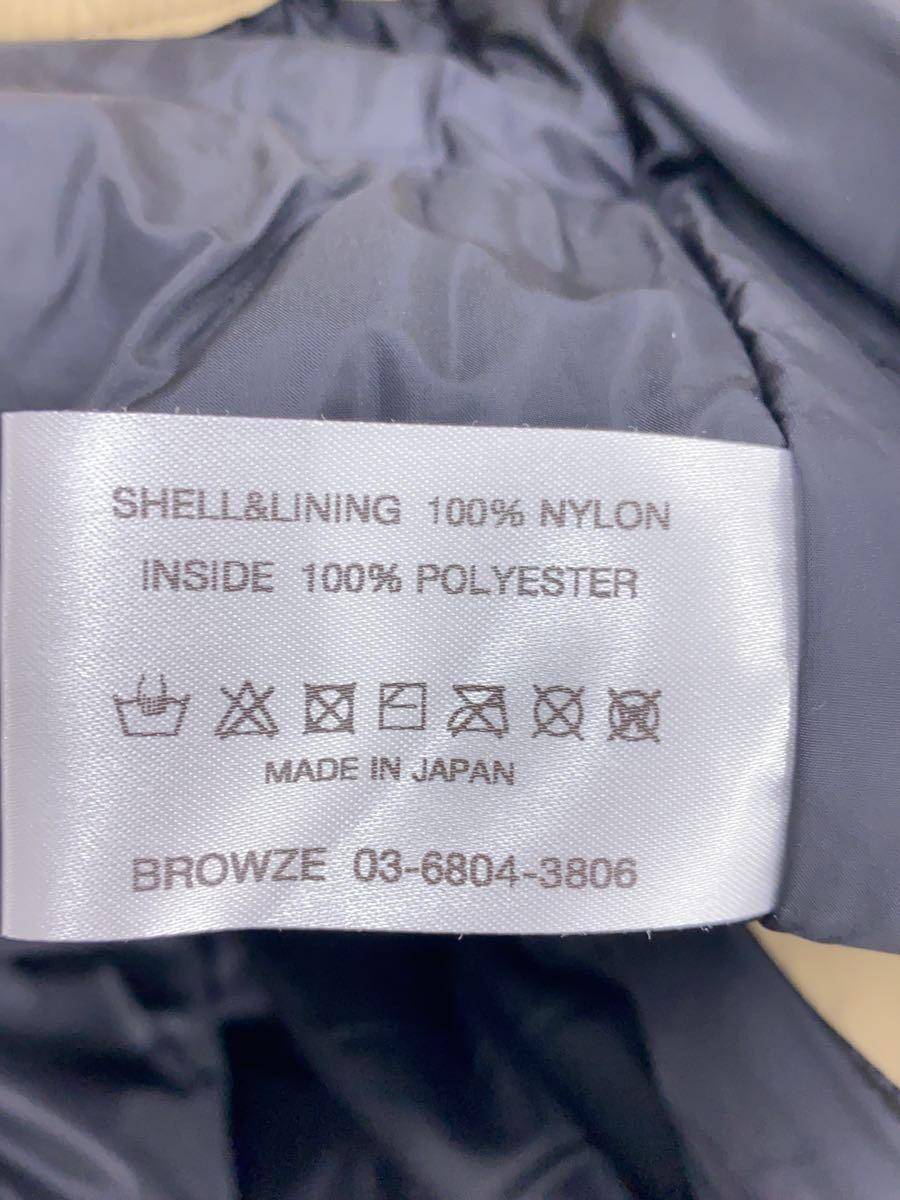 SHELL&LINING 100% NYLON
INSIDE 100% POLYESTER
MADE IN JAPAN
BROWZE 03-6804-3806